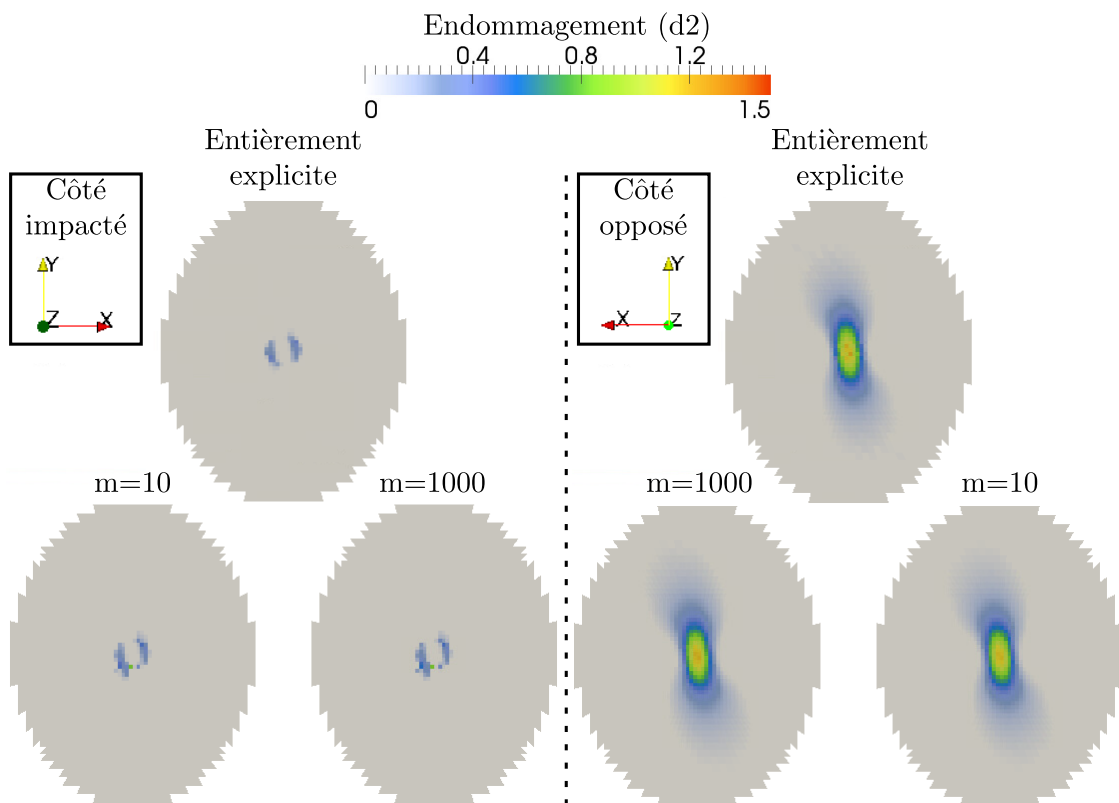 Endommagement (d2)
0.4 0.8 1.2
0 1.5
Entièrement
explicite
Côté
impacté
Y
Z X
m=10
m=1000
Entièrement
explicite
Côté
opposé
Y
X Z
m=1000
m=10